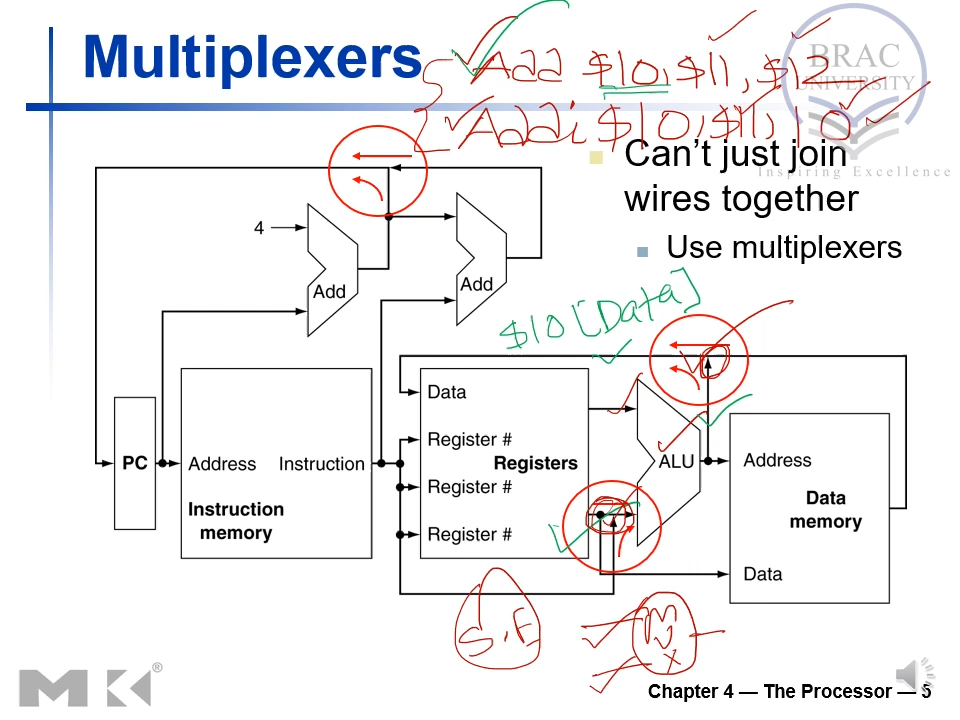 Multiplexers
Add $10, $11, $12
Addi $10, $11, 10
BRAC
UNIVERSITY
Inspiring Excellence
Can't just join
wires together
Use multiplexers
4
Add
Add
$10 [Data]
Data
Register #
Registers
Register #
Register #
PC
Address
Instruction
Instruction
memory
ALU
Address
Data
memory
Data
S.E
MUX
MK®
Chapter 4 — The Processor — 5